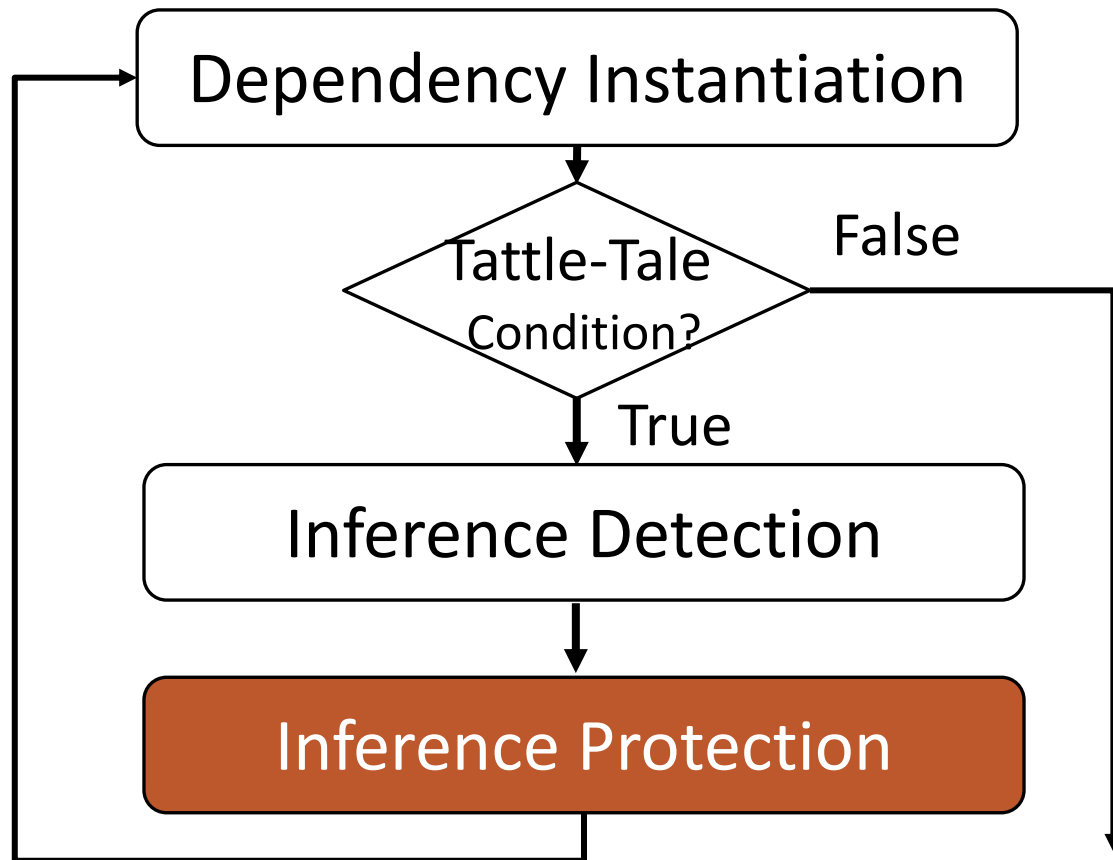 Dependency Instantiation
Tattle-Tale
Condition?
False
True
Inference Detection
Inference Protection